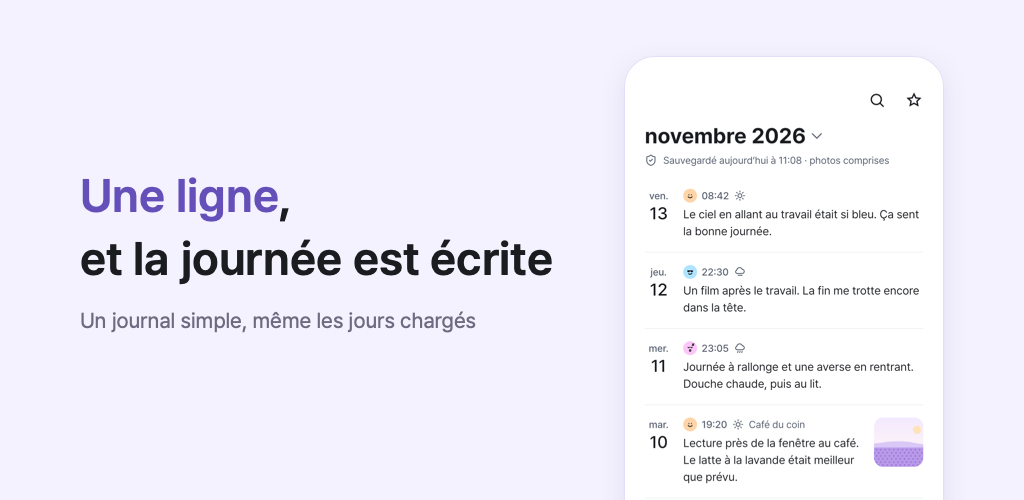 Une ligne,
et la journée est écrite
Un journal simple, même les jours chargés
novembre 2026
Sauvegardé aujourd'hui à 11:08 · photos comprises
ven.
13
08:42
Le ciel en allant au travail était si bleu. Ça sent
la bonne journée.
jeu.
12
22:30
Un film après le travail. La fin me trotte encore
dans la tête.
mer.
11
23:05
Journée à rallonge et une averse en rentrant.
Douche chaude, puis au lit.
mar.
10
19:20 Café du coin
Lecture près de la fenêtre au café.
Le latte à la lavande était meilleur
que prévu.